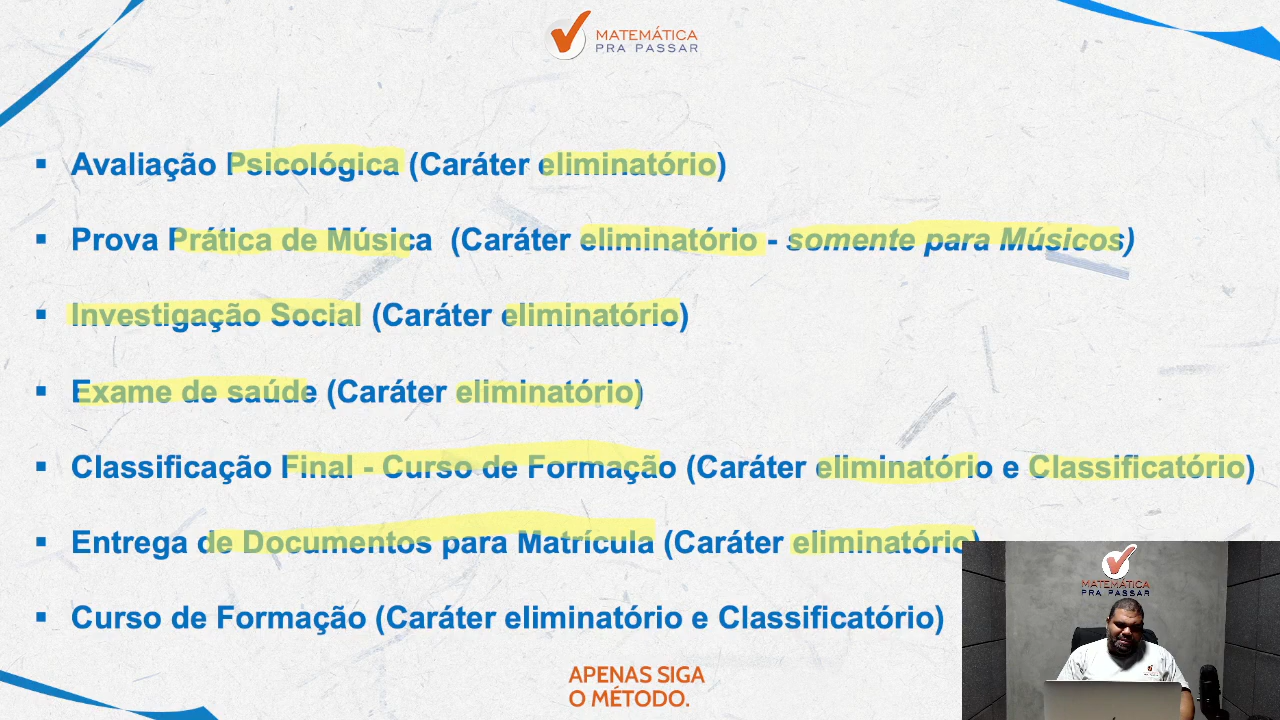 MATEMÁTICA
PRA PASSAR
▪ Avaliação Psicológica (Caráter eliminatório)
▪ Prova Prática de Música (Caráter eliminatório - somente para Músicos)
▪ Investigação Social (Caráter eliminatório)
▪ Exame de saúde (Caráter eliminatório)
▪ Classificação Final - Curso de Formação (Caráter eliminatório e Classificatório)
▪ Entrega de Documentos para Matrícula (Caráter eliminatório)
▪ Curso de Formação (Caráter eliminatório e Classificatório)
MATEMÁTICA
PRA PASSAR
APENAS SIGA
O MÉTODO.